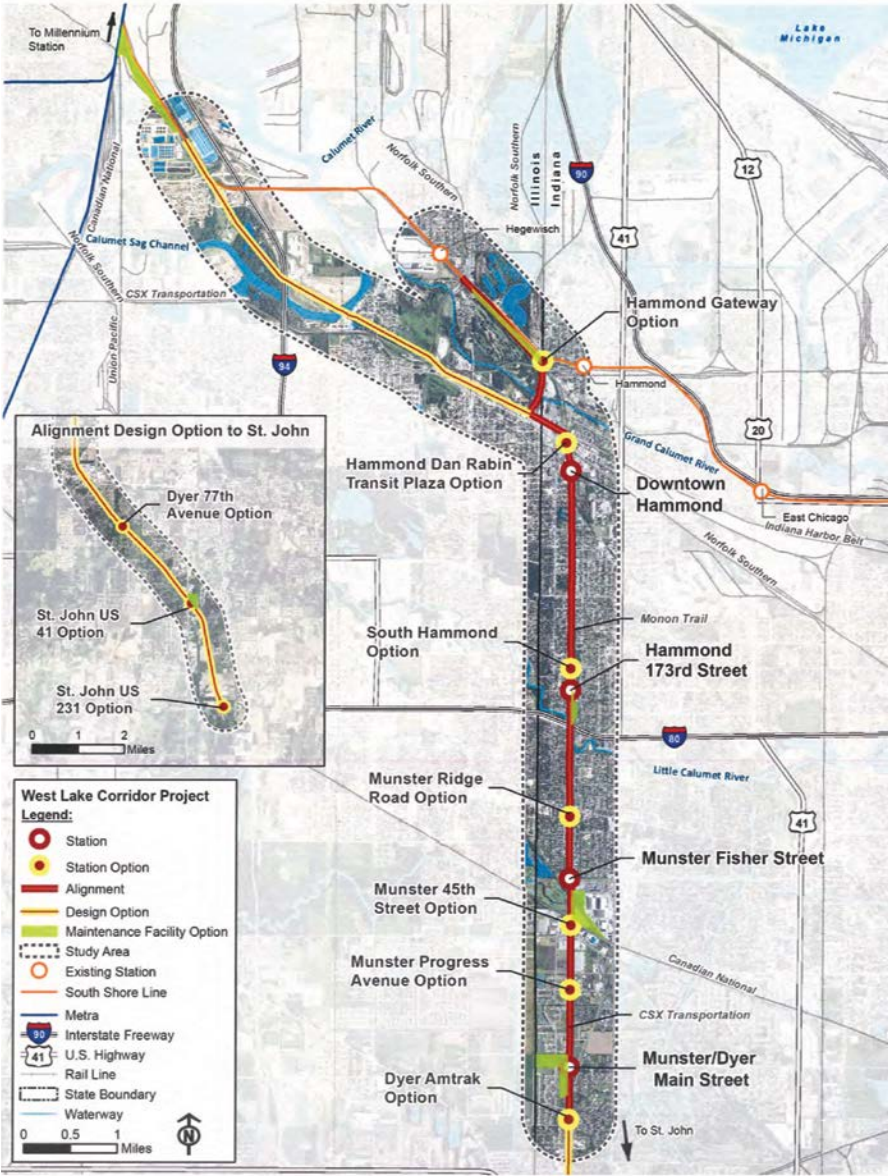 To Millennium
Station
Lake
Michigan
Canadian National
Calumet River
Norfolk Southern
Norfolk Southern
Illinois
Indiana
90
12
41
Hegewisch
Calumet Sag Channel
Norfolk Southern
CSX Transportation
Union Pacific
94
Hammond Gateway
Option
Hammond
20
Grand Calumet River
Hammond Dan Rabin
Transit Plaza Option
Downtown
Hammond
East Chicago
Indiana Harbor Belt
Norfolk Southern
Alignment Design Option to St. John
Dyer 77th
Avenue Option
St. John US
41 Option
St. John US
231 Option
0 1 2
Miles
Monon Trail
South Hammond
Option
Hammond
173rd Street
80
Little Calumet River
41
Munster Ridge
Road Option
Munster Fisher Street
Munster 45th
Street Option
Munster Progress
Avenue Option
Canadian National
CSX Transportation
Munster/Dyer
Main Street
Dyer Amtrak
Option
To St. John
West Lake Corridor Project
Legend:
Station
Station Option
Alignment
Design Option
Maintenance Facility Option
Study Area
Existing Station
South Shore Line
Metra
90 Interstate Freeway
41 U.S. Highway
Rail Line
State Boundary
Waterway
0 0.5 1
Miles
N